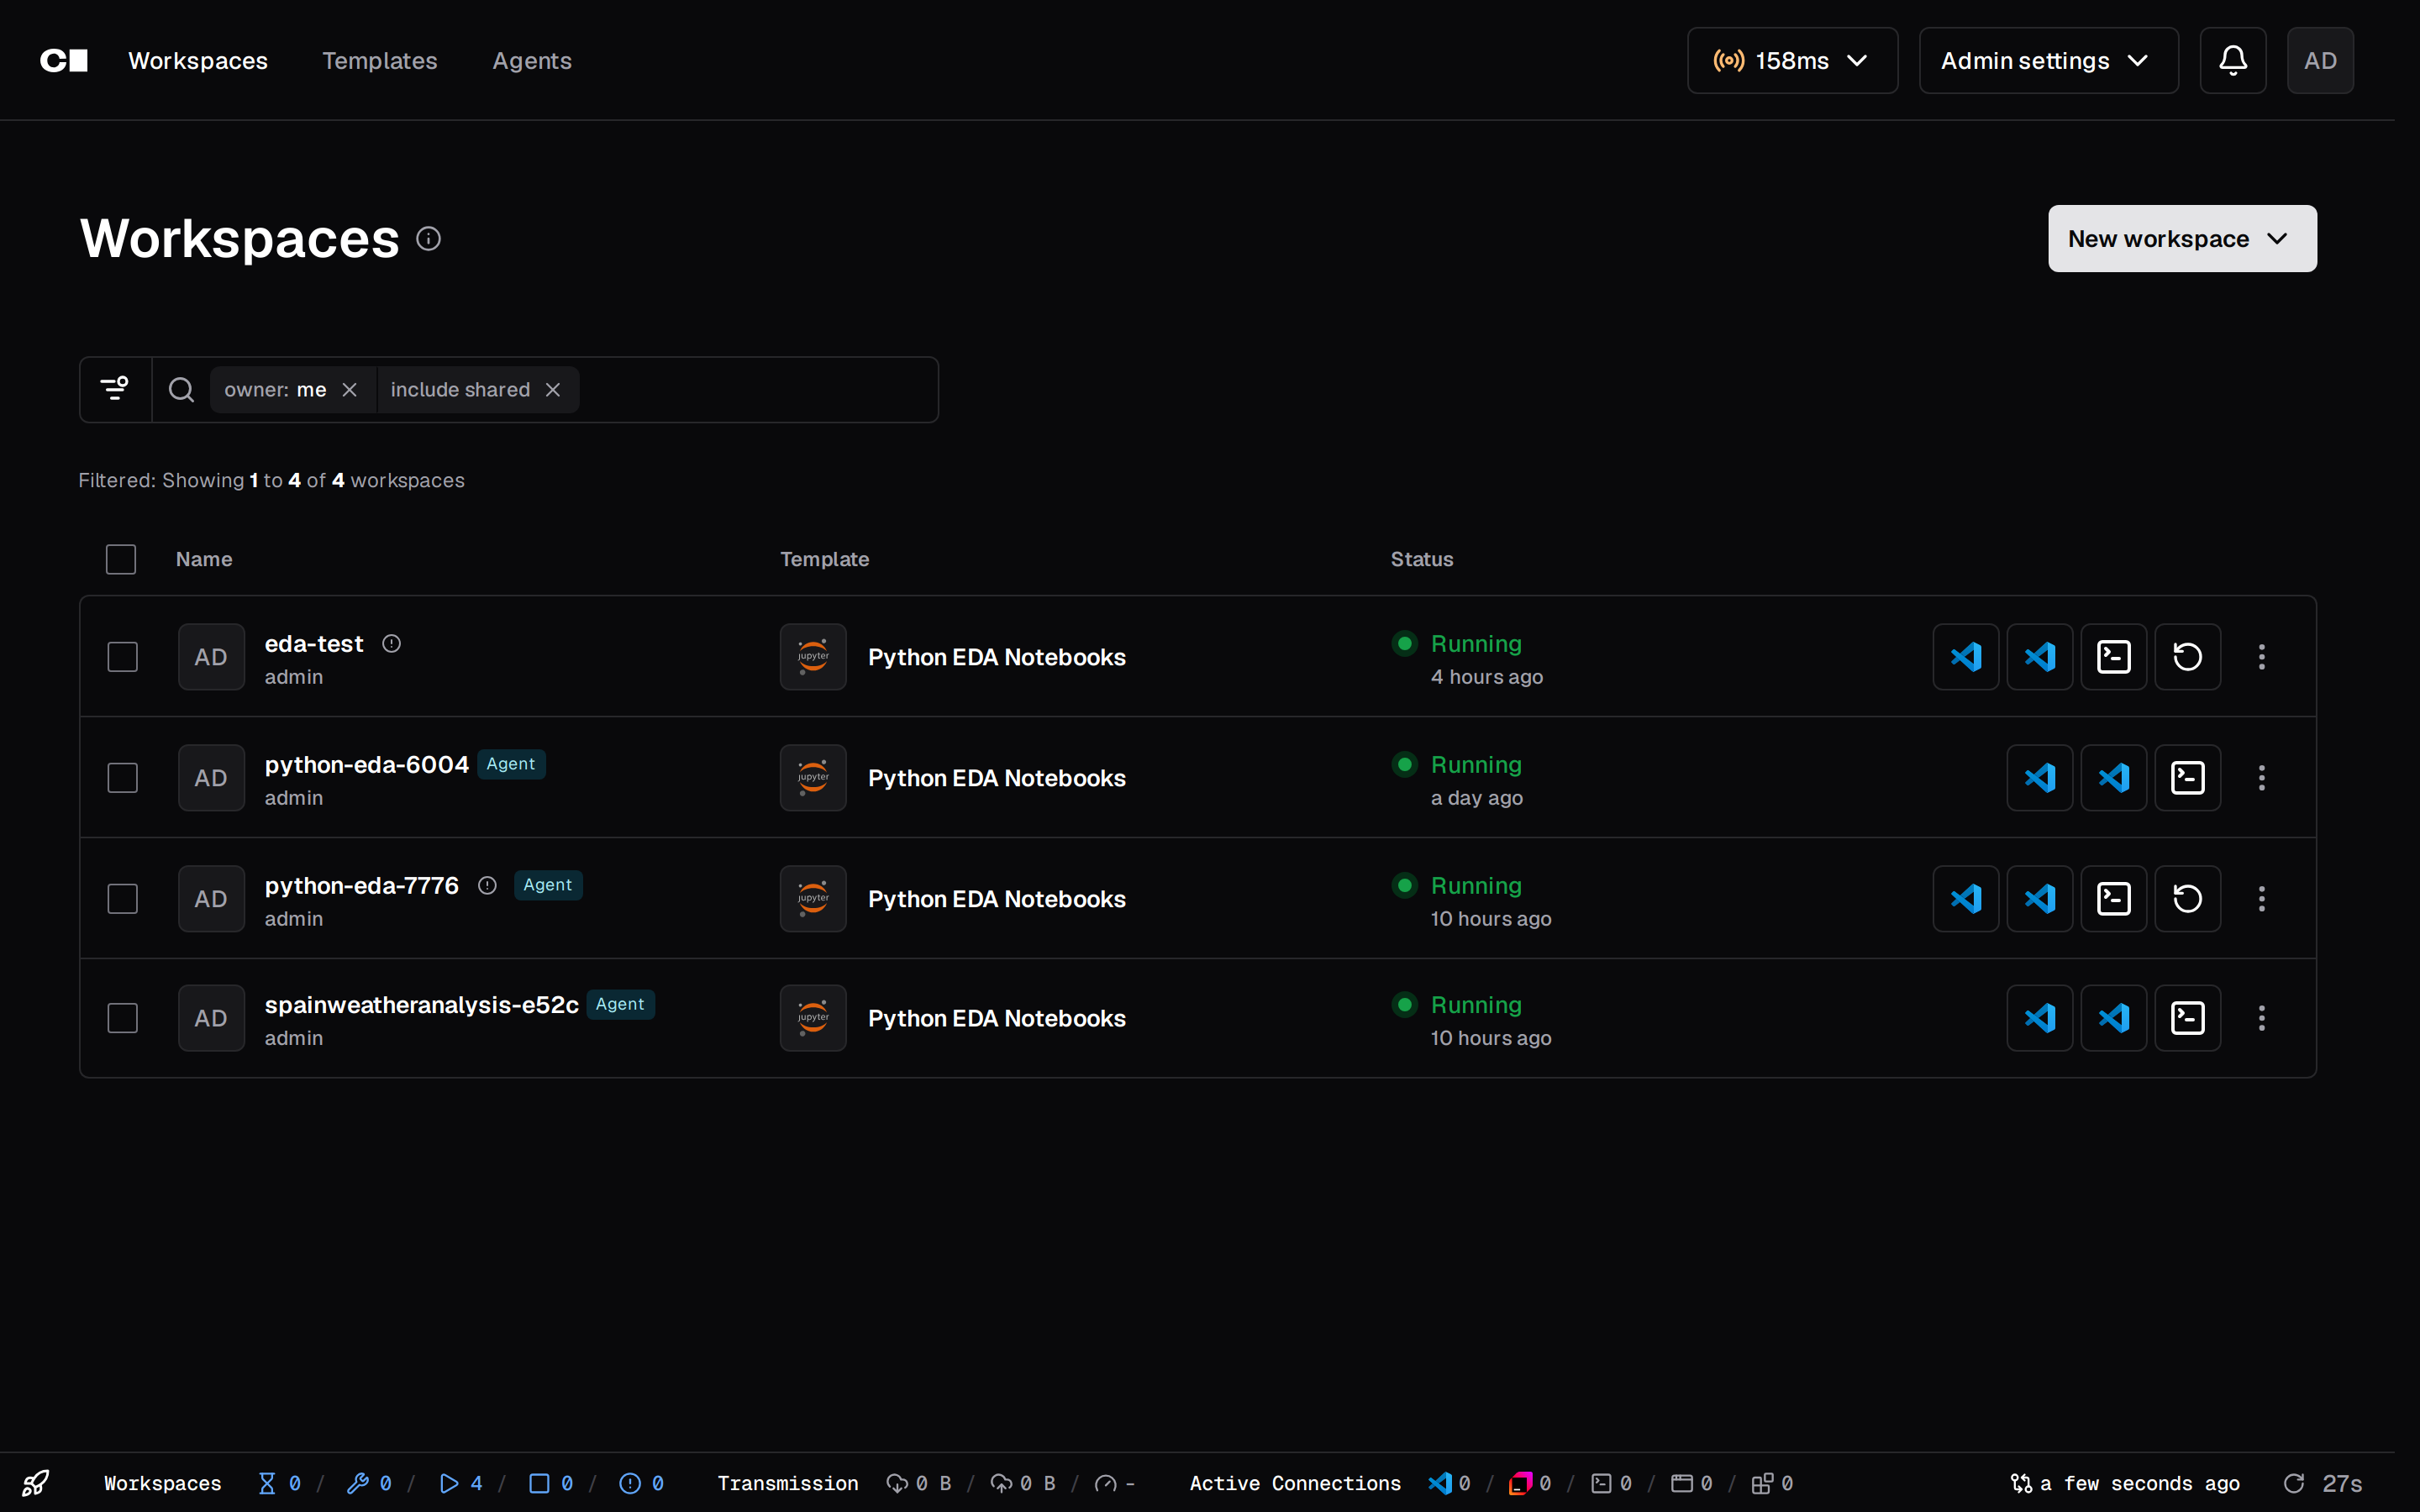 Workspaces Templates Agents 158ms Admin settings AD
Workspaces New workspace
owner: me include shared
Filtered: Showing 1 to 4 of 4 workspaces
Name Template Status
AD eda-test jupyter Python EDA Notebooks Running
admin 4 hours ago
AD python-eda-6004 Agent jupyter Python EDA Notebooks Running
admin a day ago
AD python-eda-7776 Agent jupyter Python EDA Notebooks Running
admin 10 hours ago
AD spainweatheranalysis-e52c Agent jupyter Python EDA Notebooks Running
admin 10 hours ago
Workspaces 0 / 0 / 4 / 0 / 0 Transmission 0 B / 0 B / - Active Connections 0 / 0 / 0 / 0 / 0 a few seconds ago 27s